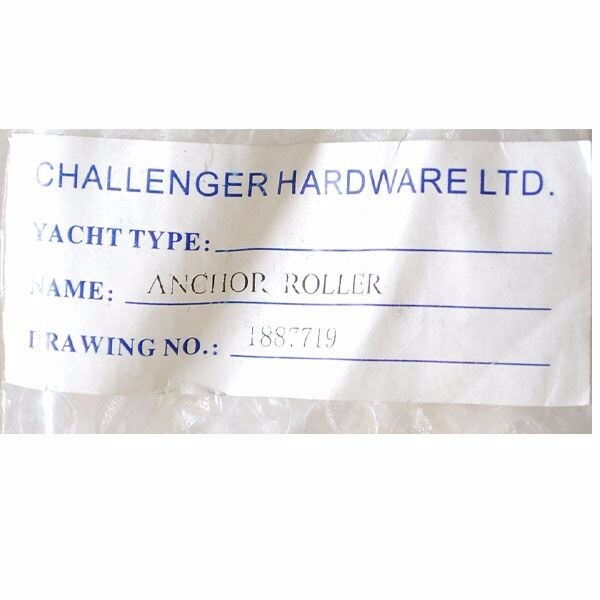 CHALLENGER HARDWARE LTD.
YACHT TYPE:
NAME: ANCHOR ROLLER
DRAWING NO.: 1887719